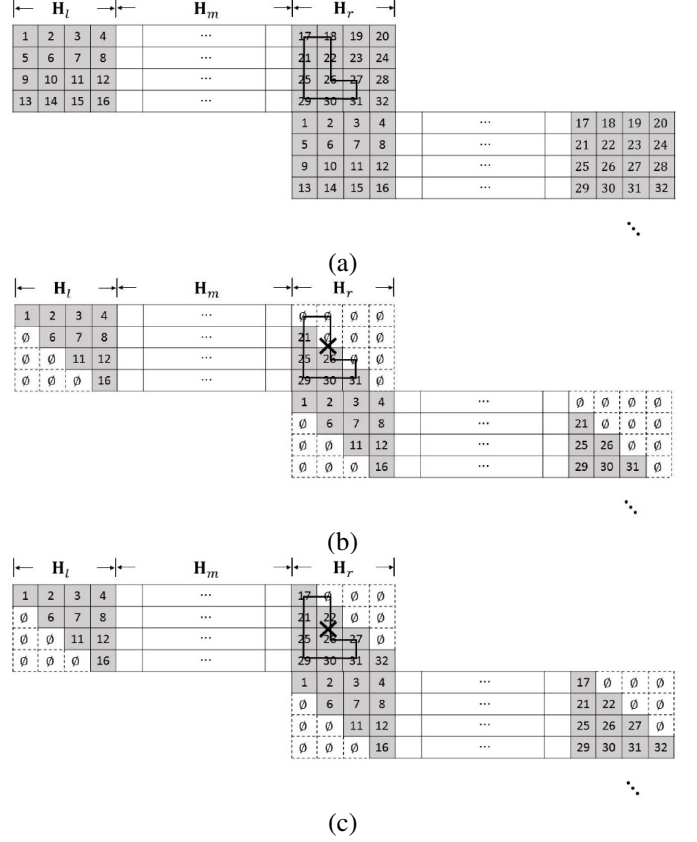 H_l H_m H_r
1 2 3 4 ... 17 18 19 20
5 6 7 8 21 22 23 24
9 10 11 12 ... 25 26 27 28
13 14 15 16 ... 29 30 31 32
1 2 3 4 ... 17 18 19 20
5 6 7 8 21 22 23 24
9 10 11 12 ... 25 26 27 28
13 14 15 16 ... 29 30 31 32
⋱
(a)
H_l H_m H_r
1 2 3 4 ... ∅ ∅ ∅ ∅
∅ 6 7 8 ... 21 ∅ ∅ ∅
∅ ∅ 11 12 ... 25 26 ∅ ∅
∅ ∅ ∅ 16 ... 29 30 31 ∅
1 2 3 4 ... ∅ ∅ ∅ ∅
∅ 6 7 8 ... 21 ∅ ∅ ∅
∅ ∅ 11 12 ... 25 26 ∅ ∅
∅ ∅ ∅ 16 ... 29 30 31 ∅
⋱
(b)
H_l H_m H_r
1 2 3 4 ... 17 ∅ ∅ ∅
∅ 6 7 8 ... 21 22 ∅ ∅
∅ ∅ 11 12 ... 25 26 27 ∅
∅ ∅ ∅ 16 ... 29 30 31 32
1 2 3 4 ... 17 ∅ ∅ ∅
∅ 6 7 8 ... 21 22 ∅ ∅
∅ ∅ 11 12 ... 25 26 27 ∅
∅ ∅ ∅ 16 ... 29 30 31 32
⋱
(c)